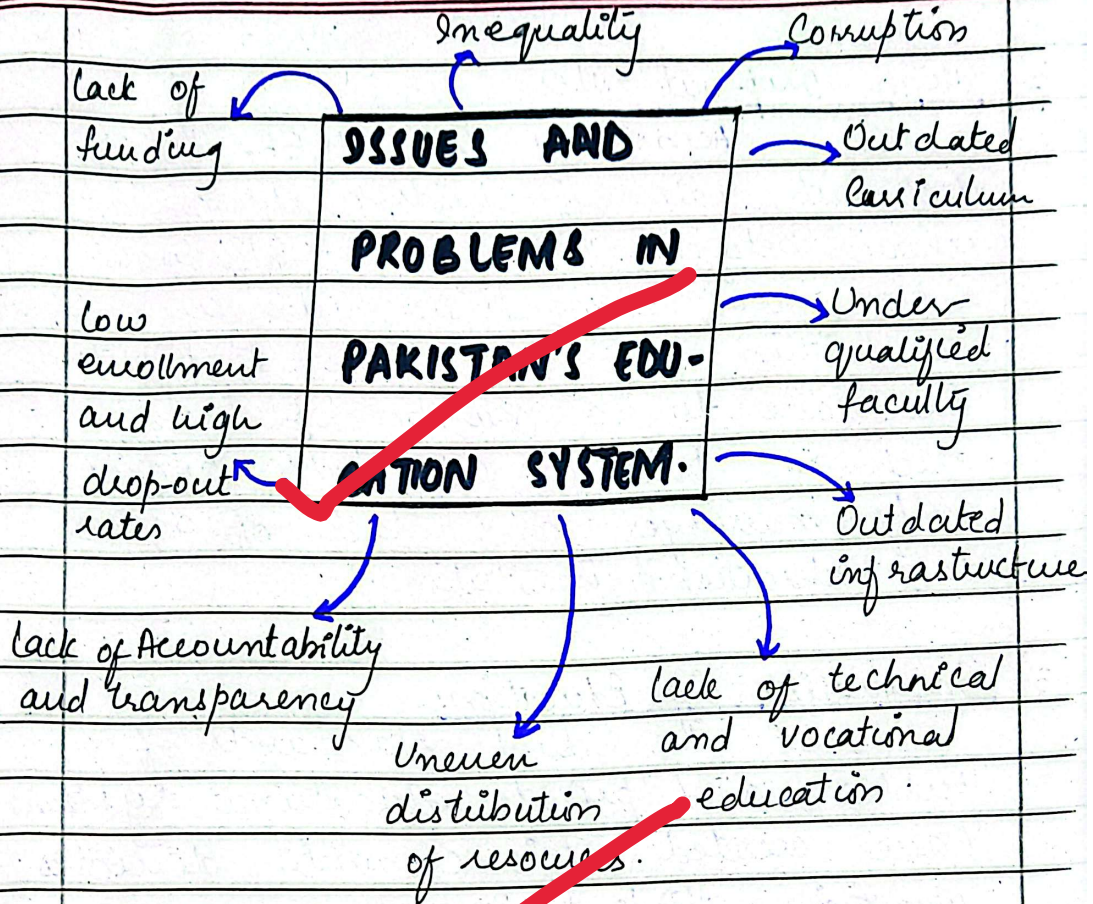 Inequality
Corruption
lack of
funding
ISSUES AND
PROBLEMS IN
PAKISTAN'S EDU-
CATION SYSTEM.
Outdated
Curriculum
Under
qualified
faculty
Outdated
infrastructure
low
enrollment
and high
drop-out
rates
lack of Accountability
and transparency
Uneven
distribution
of resources.
lack of technical
and vocational
education.